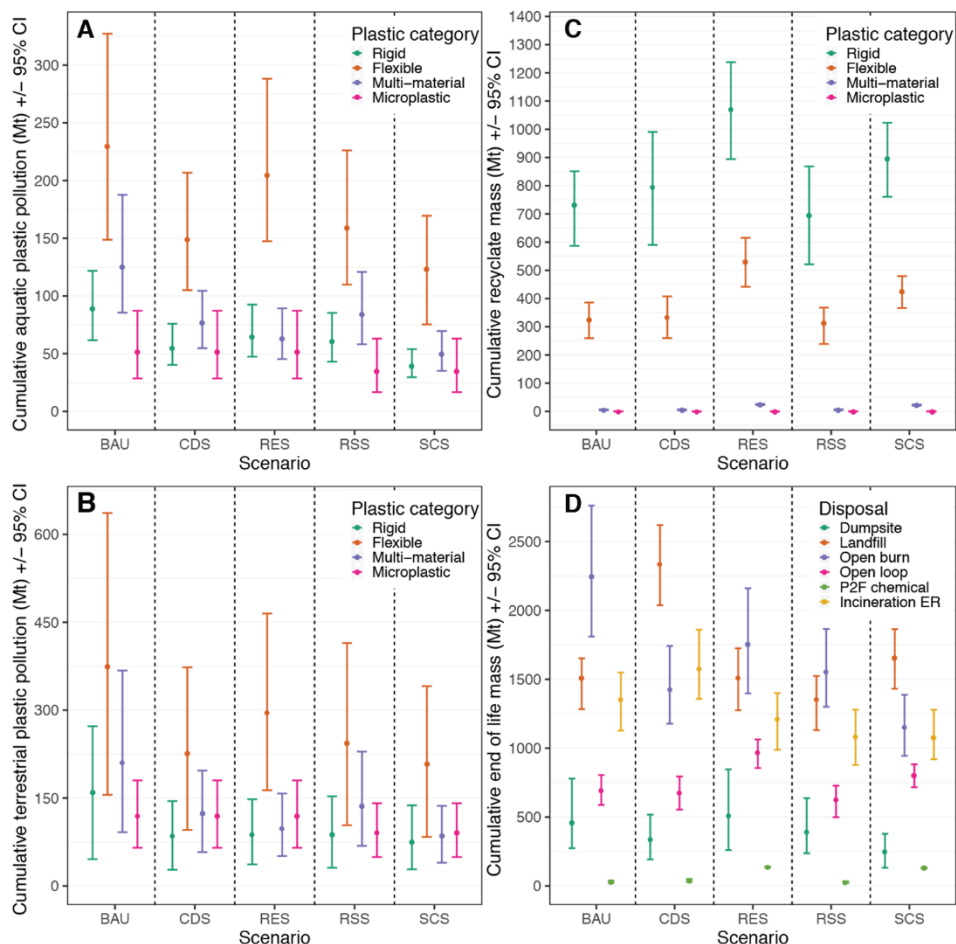 A
Plastic category
Rigid
Flexible
Multi−material
Microplastic
Cumulative aquatic plastic pollution (Mt) +/− 95% CI
300
250
200
150
100
50
0
BAU CDS RES RSS SCS
Scenario
C
Plastic category
Rigid
Flexible
Multi−material
Microplastic
Cumulative recyclate mass (Mt) +/− 95% CI
1400
1300
1200
1100
1000
900
800
700
600
500
400
300
200
100
0
BAU CDS RES RSS SCS
Scenario
B
Plastic category
Rigid
Flexible
Multi−material
Microplastic
Cumulative terrestrial plastic pollution (Mt) +/− 95% CI
600
450
300
150
0
BAU CDS RES RSS SCS
Scenario
D
Disposal
Dumpsite
Landfill
Open burn
Open loop
P2F chemical
Incineration ER
Cumulative end of life mass (Mt) +/− 95% CI
2500
2000
1500
1000
500
0
BAU CDS RES RSS SCS
Scenario